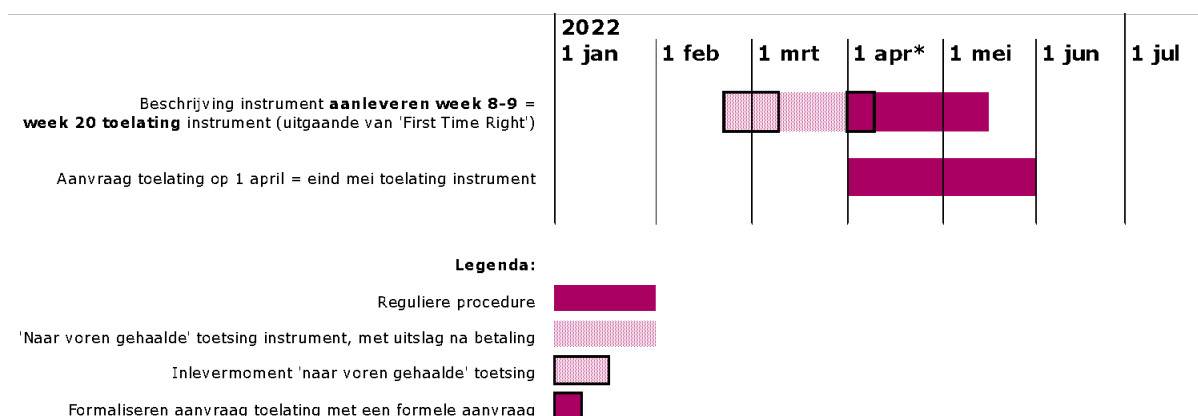 2022
1 jan 1 feb 1 mrt 1 apr* 1 mei 1 jun 1 jul
Beschrijving instrument aanleveren week 8-9 =
week 20 toelating instrument (uitgaande van 'First Time Right')
Aanvraag toelating op 1 april = eind mei toelating instrument
Legenda:
Reguliere procedure
'Naar voren gehaalde' toetsing instrument, met uitslag na betaling
Inlevermoment 'naar voren gehaalde' toetsing
Formaliseren aanvraag toelating met een formele aanvraag